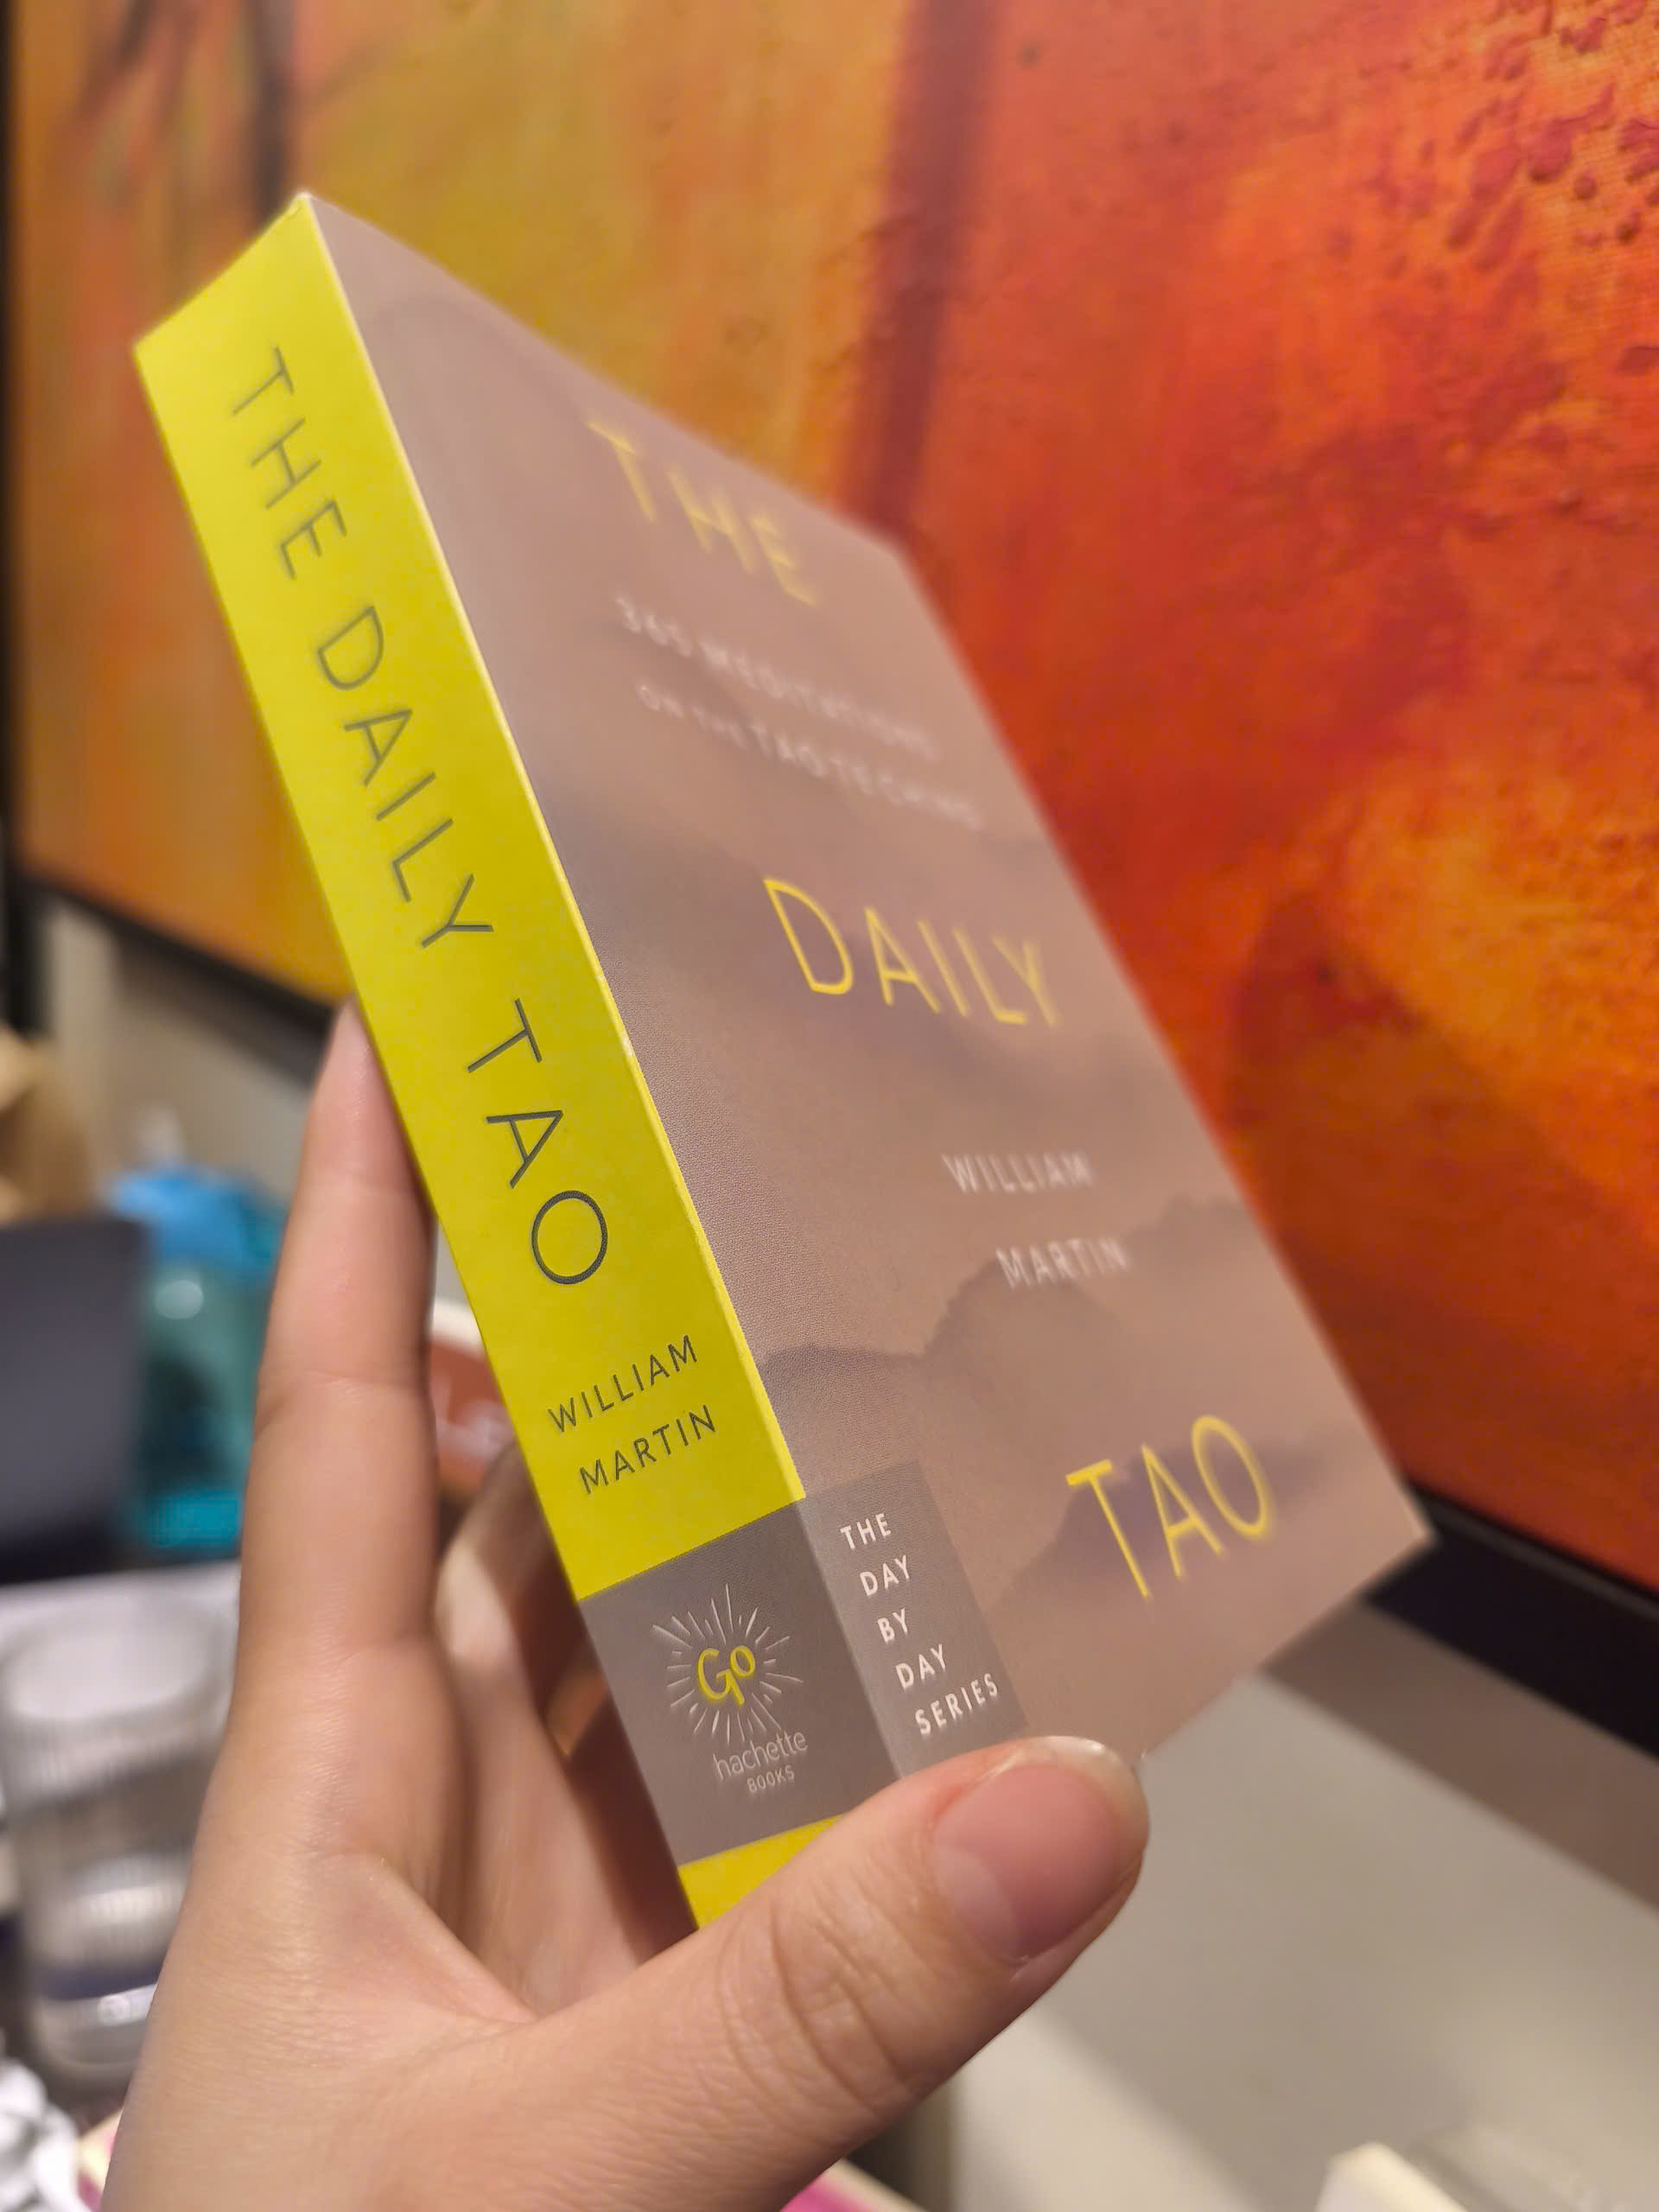 THE DAILY TAO
WILLIAM
MARTIN
Go
hachette
BOOKS
THE
365 MEDITATIONS
ON THE TAO TE CHING
DAILY
WILLIAM
MARTIN
TAO
THE
DAY
BY
DAY
SERIES